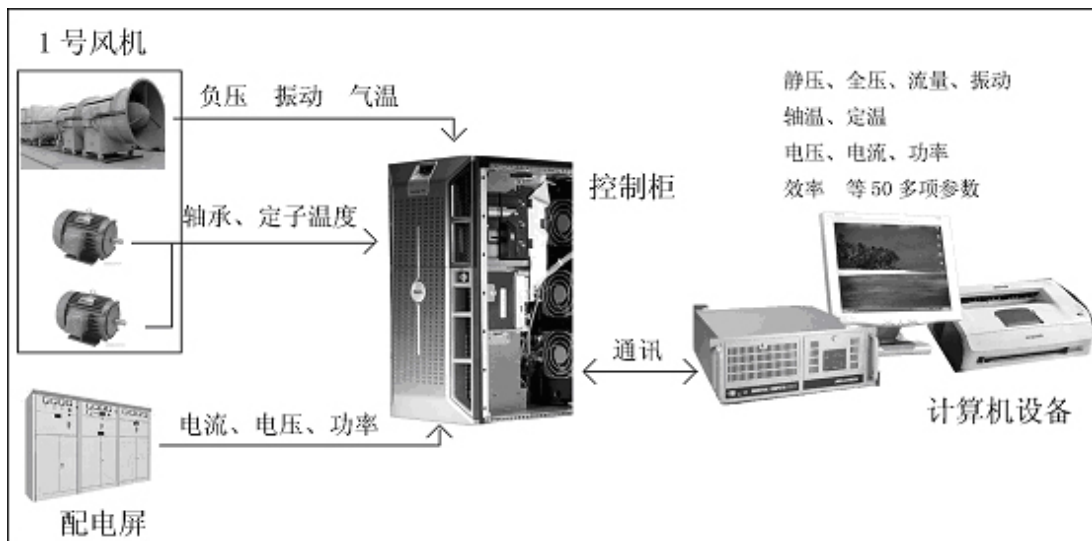 1号风机
负压 振动 气温
轴承、定子温度
电流、电压、功率
配电屏
控制柜
通讯
静压、全压、流量、振动
轴温、定温
电压、电流、功率
效率 等50多项参数
计算机设备